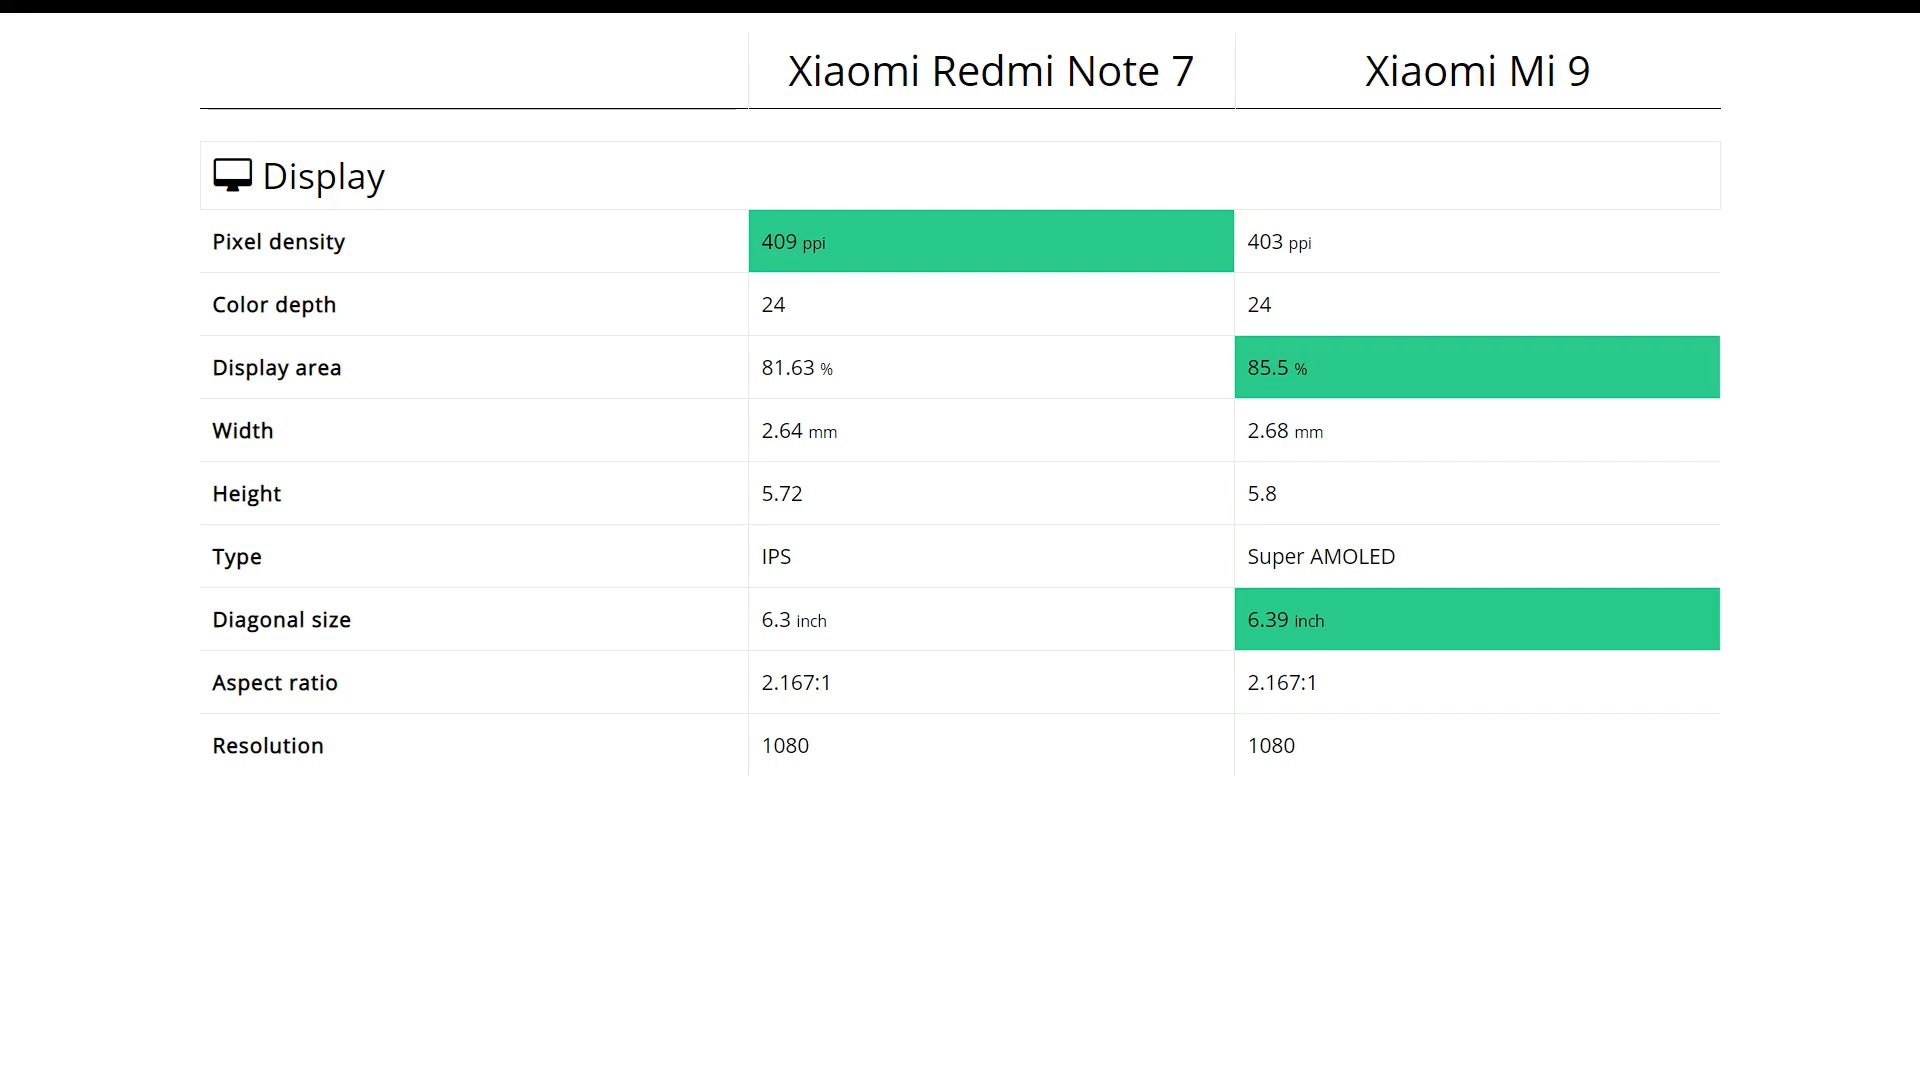 Xiaomi Redmi Note 7 Xiaomi Mi 9
Display
Pixel density 409 ppi 403 ppi
Color depth 24 24
Display area 81.63 % 85.5 %
Width 2.64 mm 2.68 mm
Height 5.72 5.8
Type IPS Super AMOLED
Diagonal size 6.3 inch 6.39 inch
Aspect ratio 2.167:1 2.167:1
Resolution 1080 1080